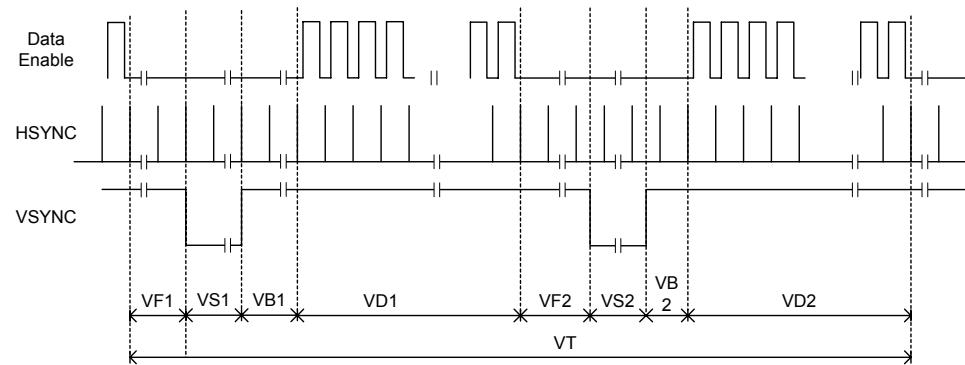 Data
Enable
HSYNC
VSYNC
VF1
VS1
VB1
VD1
VF2
VS2
VB
2
VD2
VT